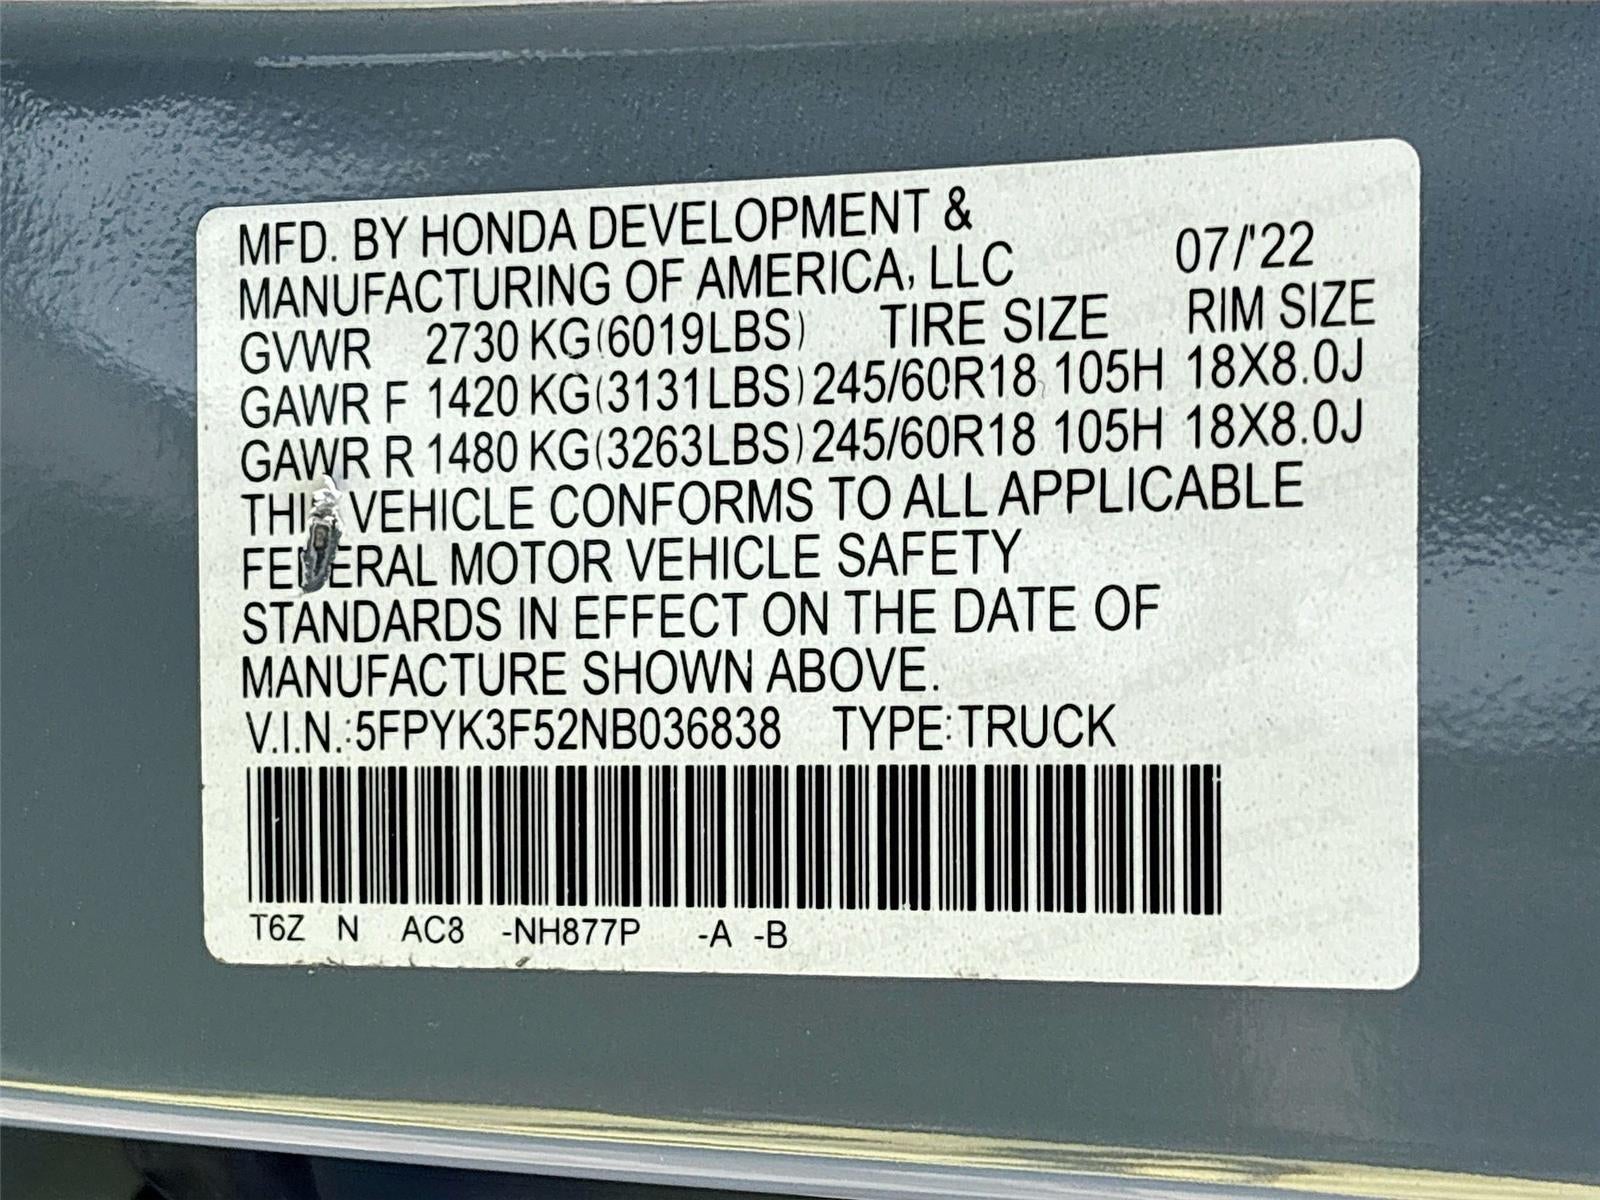 MFD. BY HONDA DEVELOPMENT &
MANUFACTURING OF AMERICA, LLC 07/'22
GVWR 2730 KG(6019LBS) TIRE SIZE RIM SIZE
GAWR F 1420 KG(3131LBS) 245/60R18 105H 18X8.0J
GAWR R 1480 KG(3263LBS) 245/60R18 105H 18X8.0J
THIS VEHICLE CONFORMS TO ALL APPLICABLE
FEDERAL MOTOR VEHICLE SAFETY
STANDARDS IN EFFECT ON THE DATE OF
MANUFACTURE SHOWN ABOVE.
V.I.N.:5FPYK3F52NB036838 TYPE:TRUCK
T6Z N AC8 -NH877P -A -B